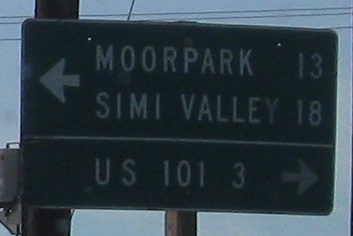 MOORPARK 13
SIMI VALLEY 18
US 101 3